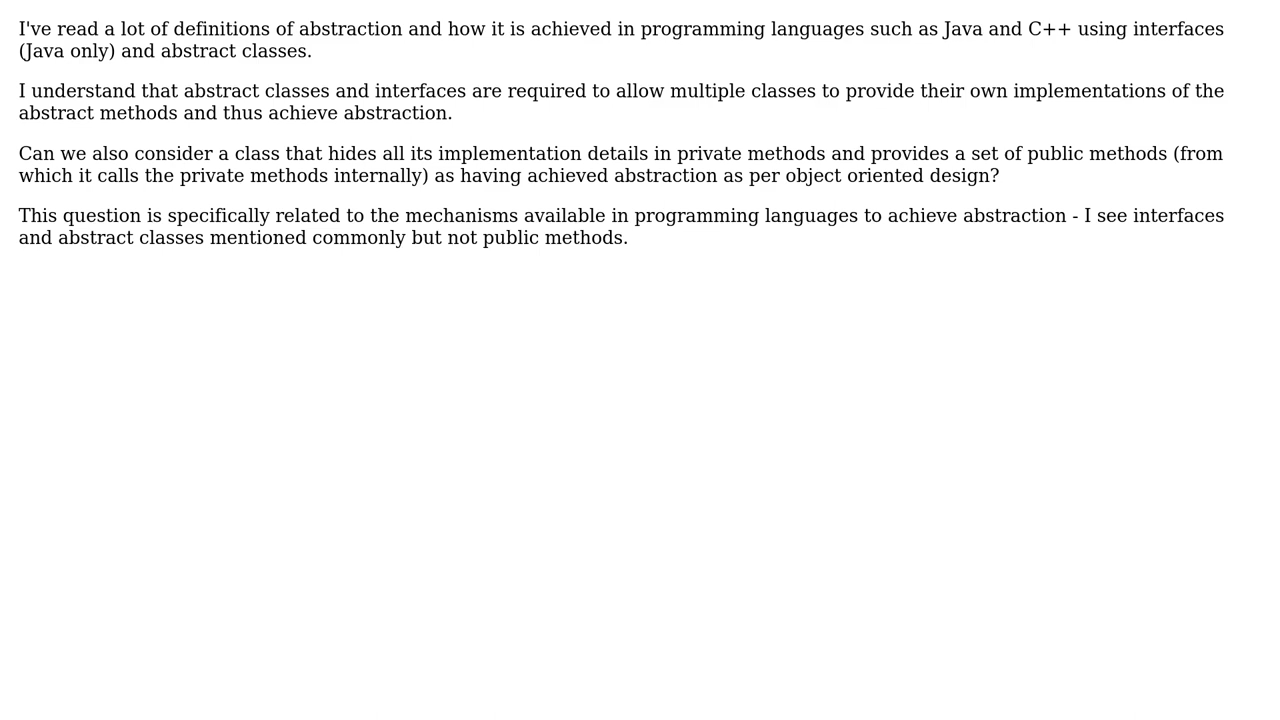 I've read a lot of definitions of abstraction and how it is achieved in programming languages such as Java and C++ using interfaces
(Java only) and abstract classes.
I understand that abstract classes and interfaces are required to allow multiple classes to provide their own implementations of the
abstract methods and thus achieve abstraction.
Can we also consider a class that hides all its implementation details in private methods and provides a set of public methods (from
which it calls the private methods internally) as having achieved abstraction as per object oriented design?
This question is specifically related to the mechanisms available in programming languages to achieve abstraction - I see interfaces
and abstract classes mentioned commonly but not public methods.